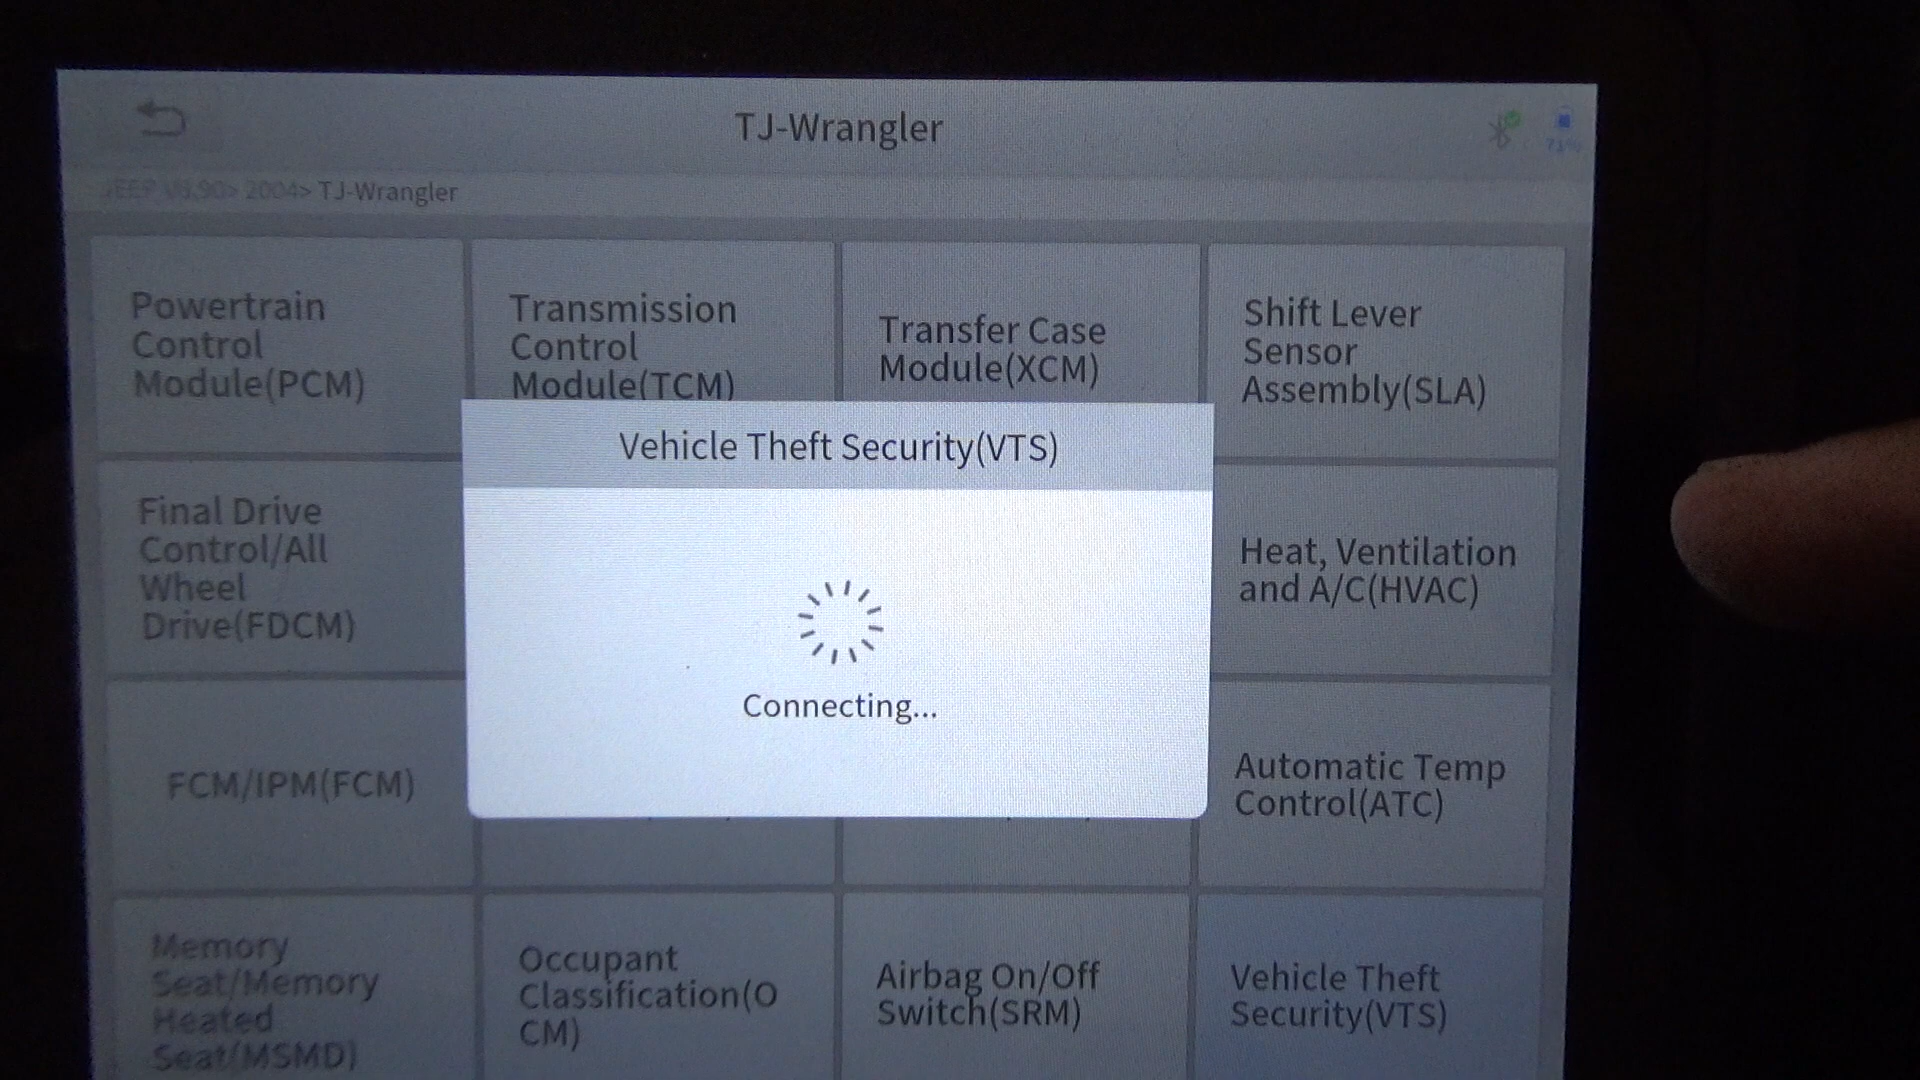 TJ-Wrangler
JEEP V8.90> 2004> TJ-Wrangler
Powertrain
Control
Module(PCM)
Transmission
Control
Module(TCM)
Transfer Case
Module(XCM)
Shift Lever
Sensor
Assembly(SLA)
Vehicle Theft Security(VTS)
Connecting...
Final Drive
Control/All
Wheel
Drive(FDCM)
Heat, Ventilation
and A/C(HVAC)
FCM/IPM(FCM)
Automatic Temp
Control(ATC)
Memory
Seat/Memory
Heated
Seat(MSMD)
Occupant
Classification(O
CM)
Airbag On/Off
Switch(SRM)
Vehicle Theft
Security(VTS)